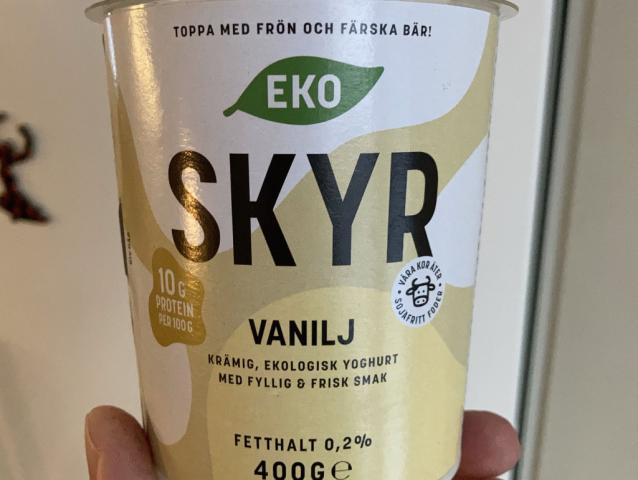 TOPPA MED FRÖN OCH FÄRSKA BÄR!
EKO
SKYR
10 G
PROTEIN
PER 100 G
VÅRA KOR ÄTER
SOJAFRITT FODER
VANILJ
KRÄMIG, EKOLOGISK YOGHURT
MED FYLLIG & FRISK SMAK
FETTHALT 0,2%
400G℮